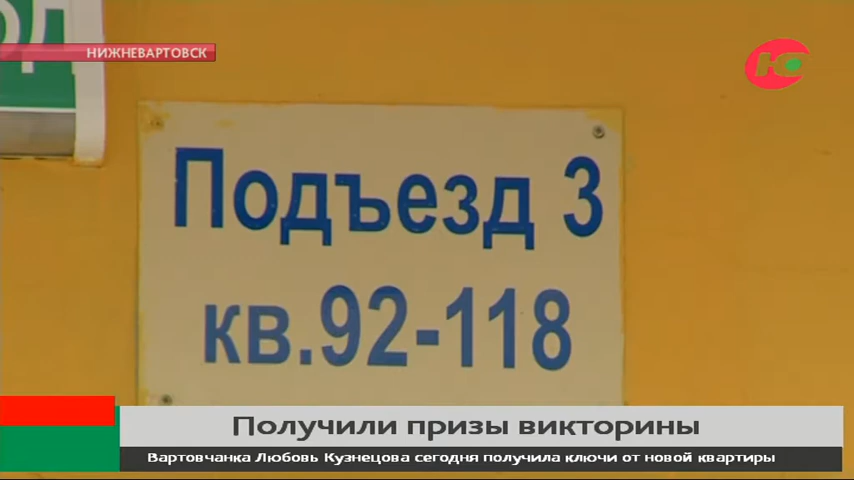 НИЖНЕВАРТОВСК
Подъезд 3
кв.92-118
Получили призы викторины
Вартовчанка Любовь Кузнецова сегодня получила ключи от новой квартиры